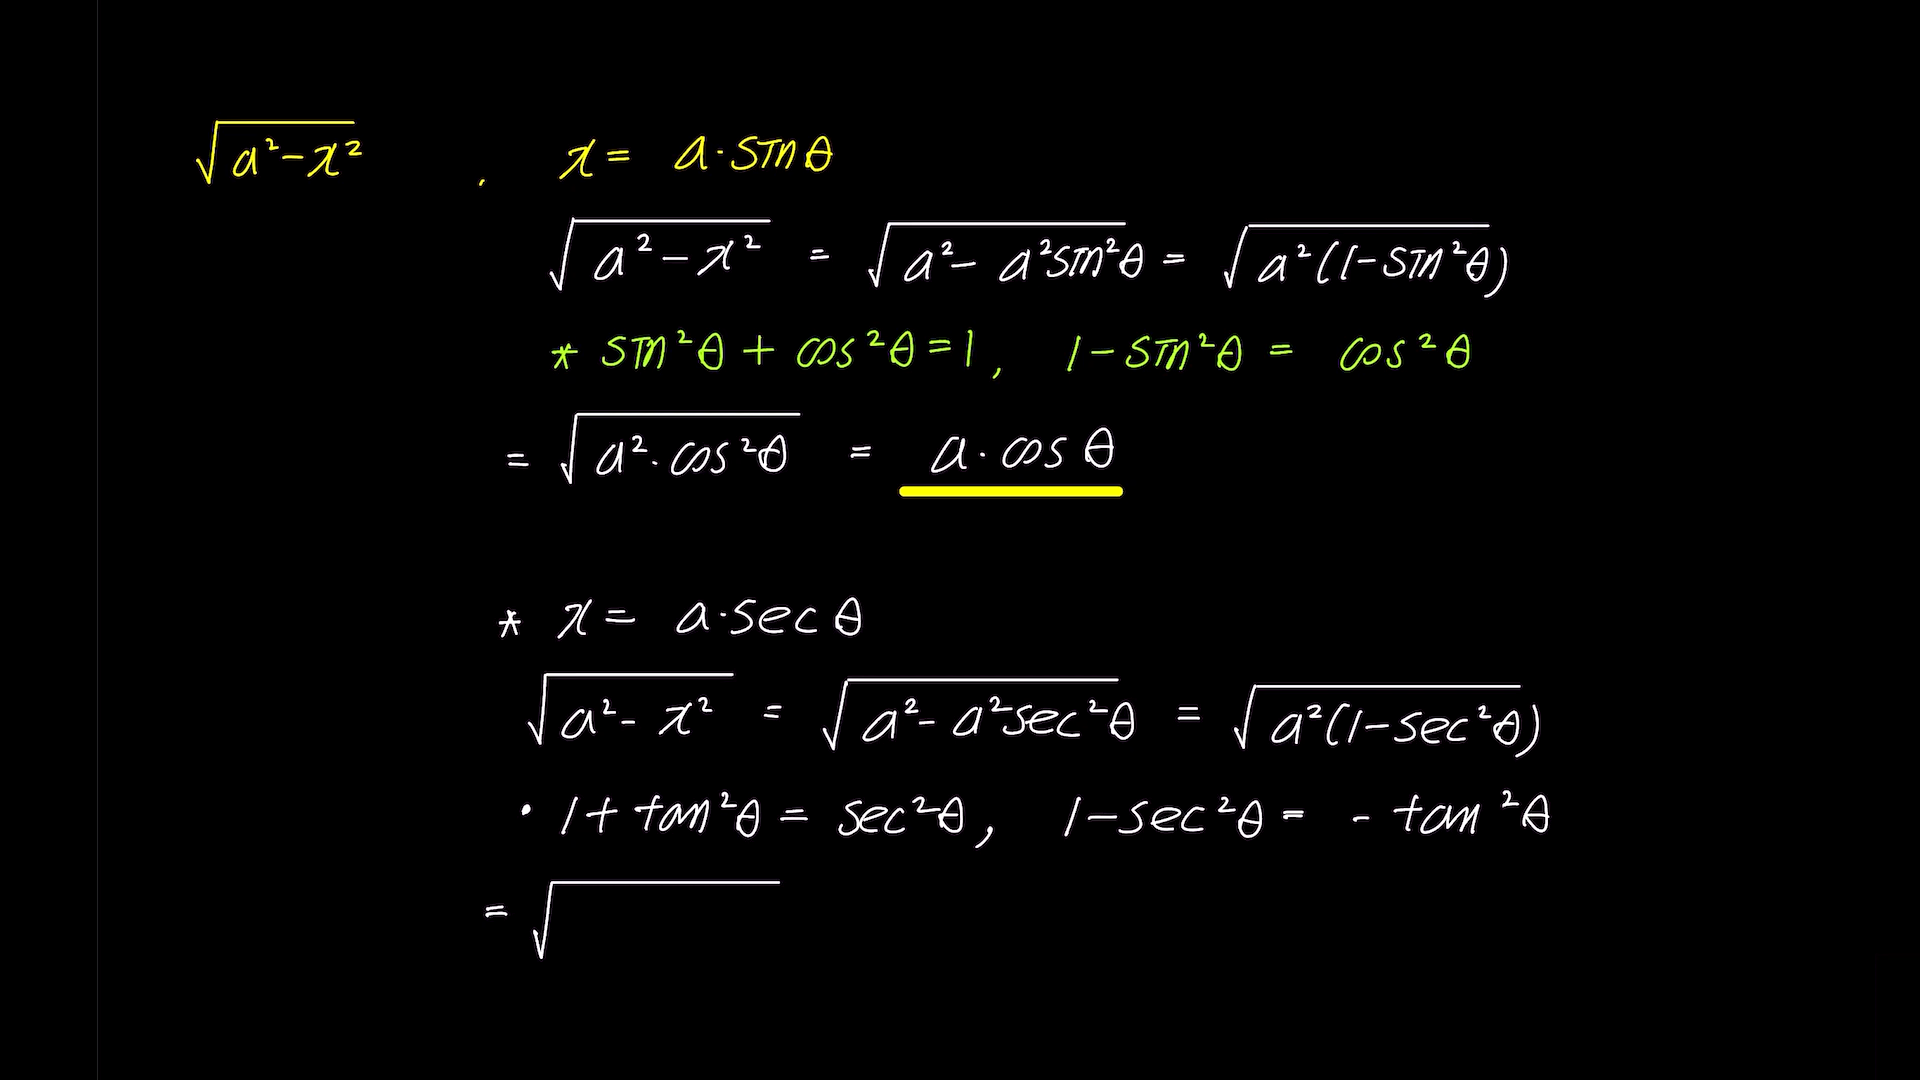 √(a²-x²) . x = a·sinθ
√(a²-x²) = √(a²- a²sin²θ) = √(a²(1-sin²θ))
* sin²θ + cos²θ = 1, 1-sin²θ = cos²θ
= √(a²·cos²θ) = a·cosθ
* x = a·secθ
√(a²-x²) = √(a²- a²sec²θ) = √(a²(1-sec²θ))
· 1+tan²θ = sec²θ, 1-sec²θ = -tan²θ
= √